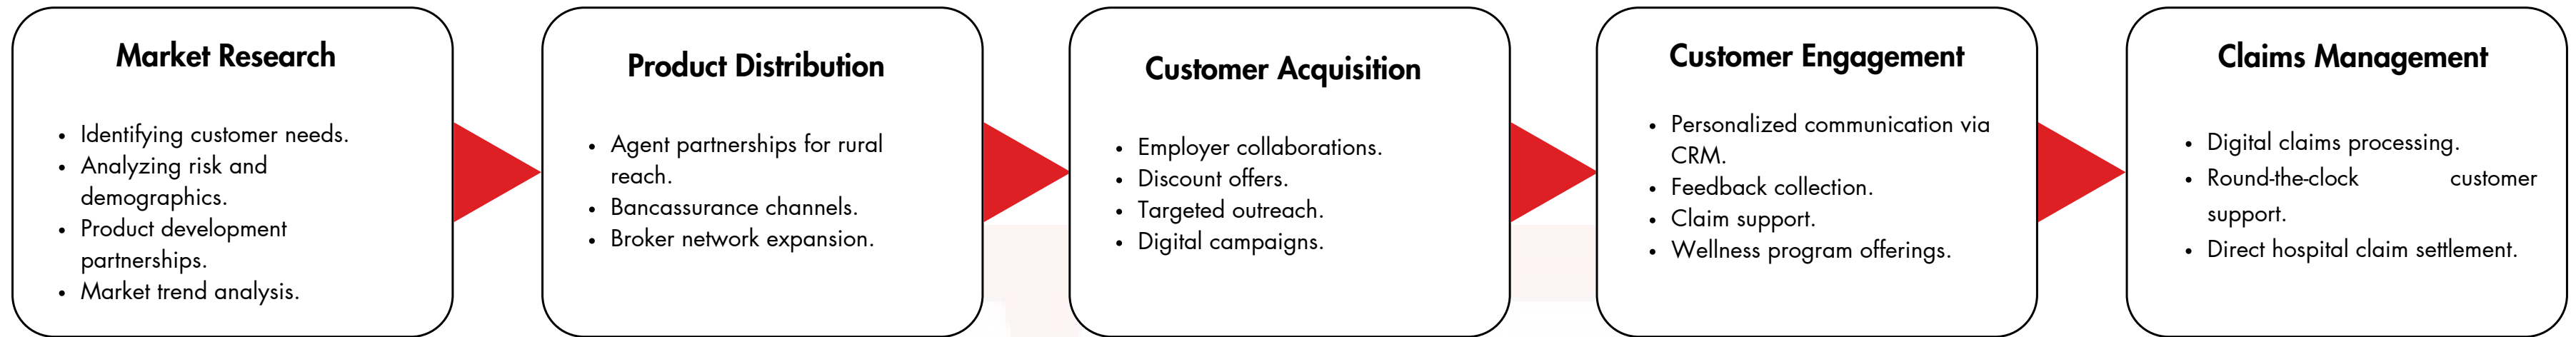 Market Research
• Identifying customer needs.
• Analyzing risk and
demographics.
• Product development
partnerships.
• Market trend analysis.
Product Distribution
• Agent partnerships for rural
reach.
• Bancassurance channels.
• Broker network expansion.
Customer Acquisition
• Employer collaborations.
• Discount offers.
• Targeted outreach.
• Digital campaigns.
Customer Engagement
• Personalized communication via
CRM.
• Feedback collection.
• Claim support.
• Wellness program offerings.
Claims Management
• Digital claims processing.
• Round-the-clock customer
support.
• Direct hospital claim settlement.